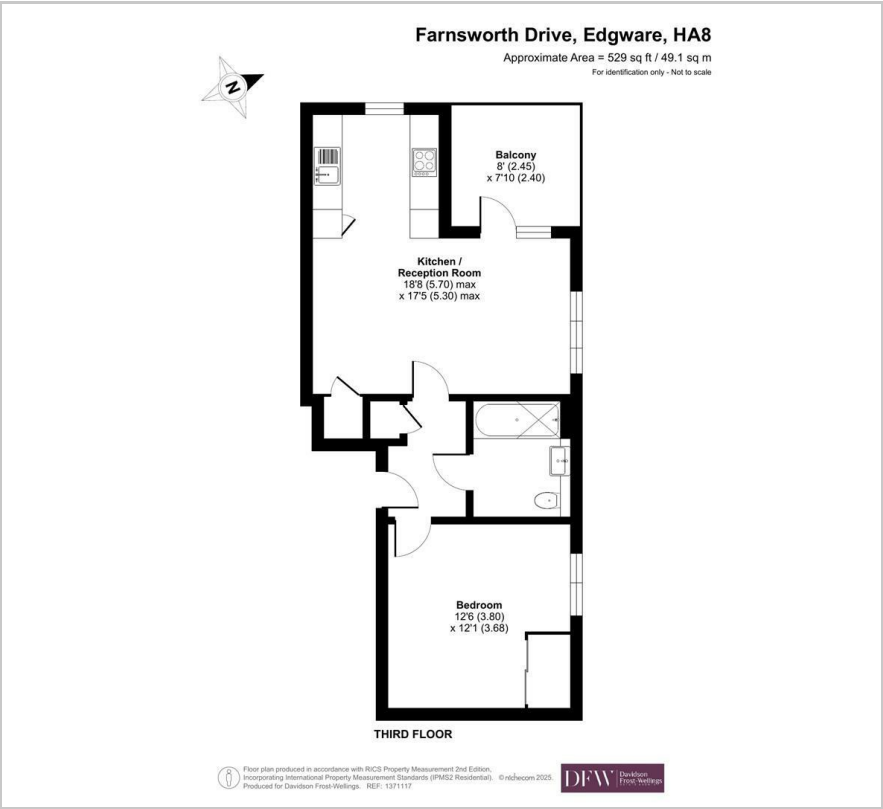 Farnsworth Drive, Edgware, HA8
Approximate Area = 529 sq ft / 49.1 sq m
For identification only - Not to scale
N
Balcony
8' (2.45)
x 7'10 (2.40)
Kitchen /
Reception Room
18'8 (5.70) max
x 17'5 (5.30) max
Bedroom
12'6 (3.80)
x 12'1 (3.68)
THIRD FLOOR
Floor plan produced in accordance with RICS Property Measurement 2nd Edition,
Incorporating International Property Measurement Standards (IPMS2 Residential). © nichecom 2025.
Produced for Davidson Frost-Wellings. REF: 1371117
DFW
Davidson
Frost-Wellings